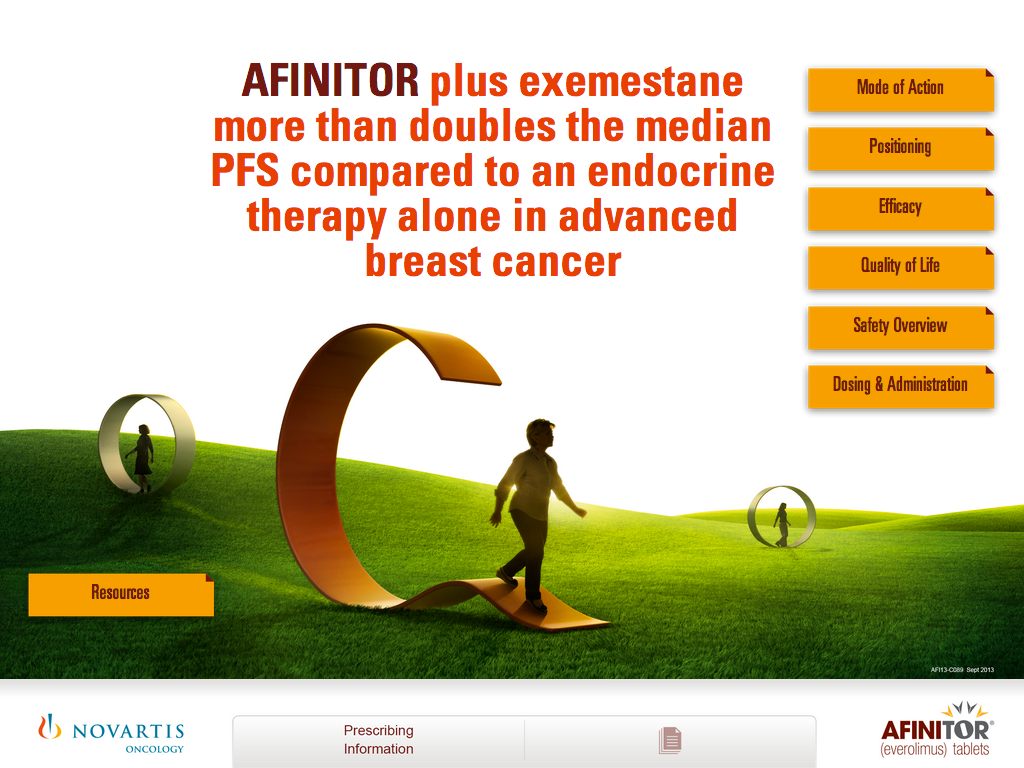 AFINITOR plus exemestane
more than doubles the median
PFS compared to an endocrine
therapy alone in advanced
breast cancer
Mode of Action
Positioning
Efficacy
Quality of Life
Safety Overview
Dosing & Administration
Resources
AFI13-C089 Sept 2013
NOVARTIS
ONCOLOGY
Prescribing
Information
AFINITOR®
(everolimus) tablets